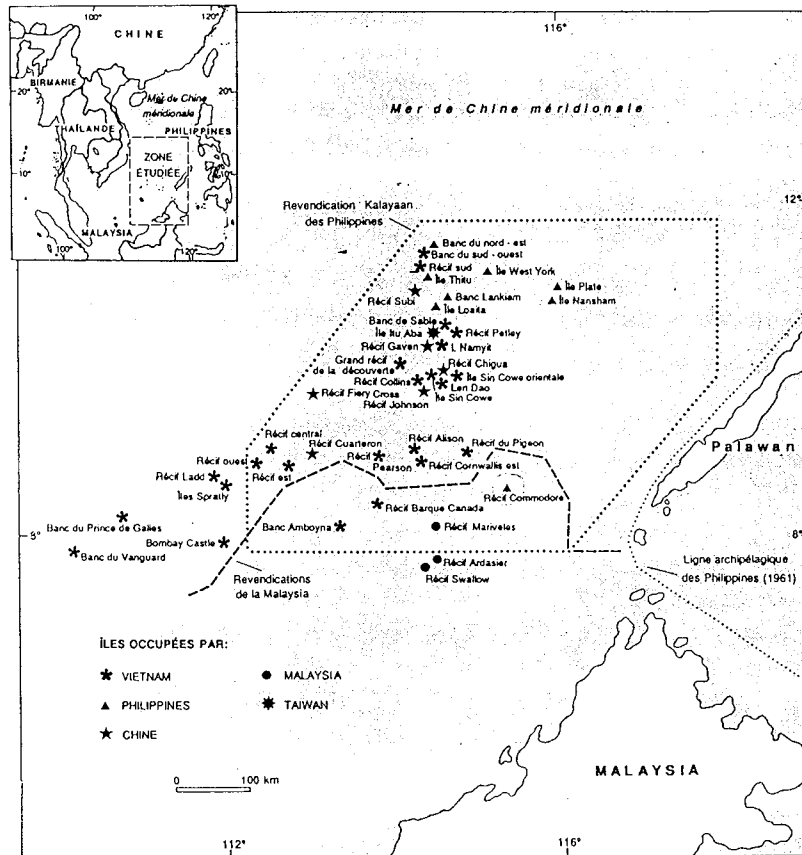 100°
120°
CHINE
BIRMANIE
20°
20°
Mer de Chine
méridionale
THAÏLANDE
PHILIPPINES
ZONE
ÉTUDIÉE
10°
10°
MALAYSIA
100°
120°
116°
Mer de Chine méridionale
12°
Revendication Kalayaan
des Philippines
Banc du nord-est
Banc du sud-ouest
Récif sud
Île Thitu
Île West York
Île Plate
Île Nansham
Récif Subi
Banc Lankiam
Île Loaita
Banc de Sable
Île Itu Aba
Récif Petley
Récif Gaven
I. Namyit
Grand récif
de la découverte
Récif Chigua
Île Sin Cowe orientale
Récif Collins
Len Dao
Île Sin Cowe
Récif Fiery Cross
Récif Johnson
Récif central
Récif Cuarteron
Récif Alison
Récif du Pigeon
Récif ouest
Récif
Pearson
Récif Cornwallis est
Récif Ladd
Récif est
Îles Spratly
Récif Commodore
Palawan
Récif Barque Canada
Banc du Prince de Galles
Banc Amboyna
Récif Mariveles
8°
Bombay Castle
Banc du Vanguard
Récif Ardasier
Récif Swallow
Revendications
de la Malaysia
Ligne archipélagique
des Philippines (1961)
ÎLES OCCUPÉES PAR:
VIETNAM
MALAYSIA
PHILIPPINES
TAIWAN
CHINE
0 100 km
MALAYSIA
112°
116°